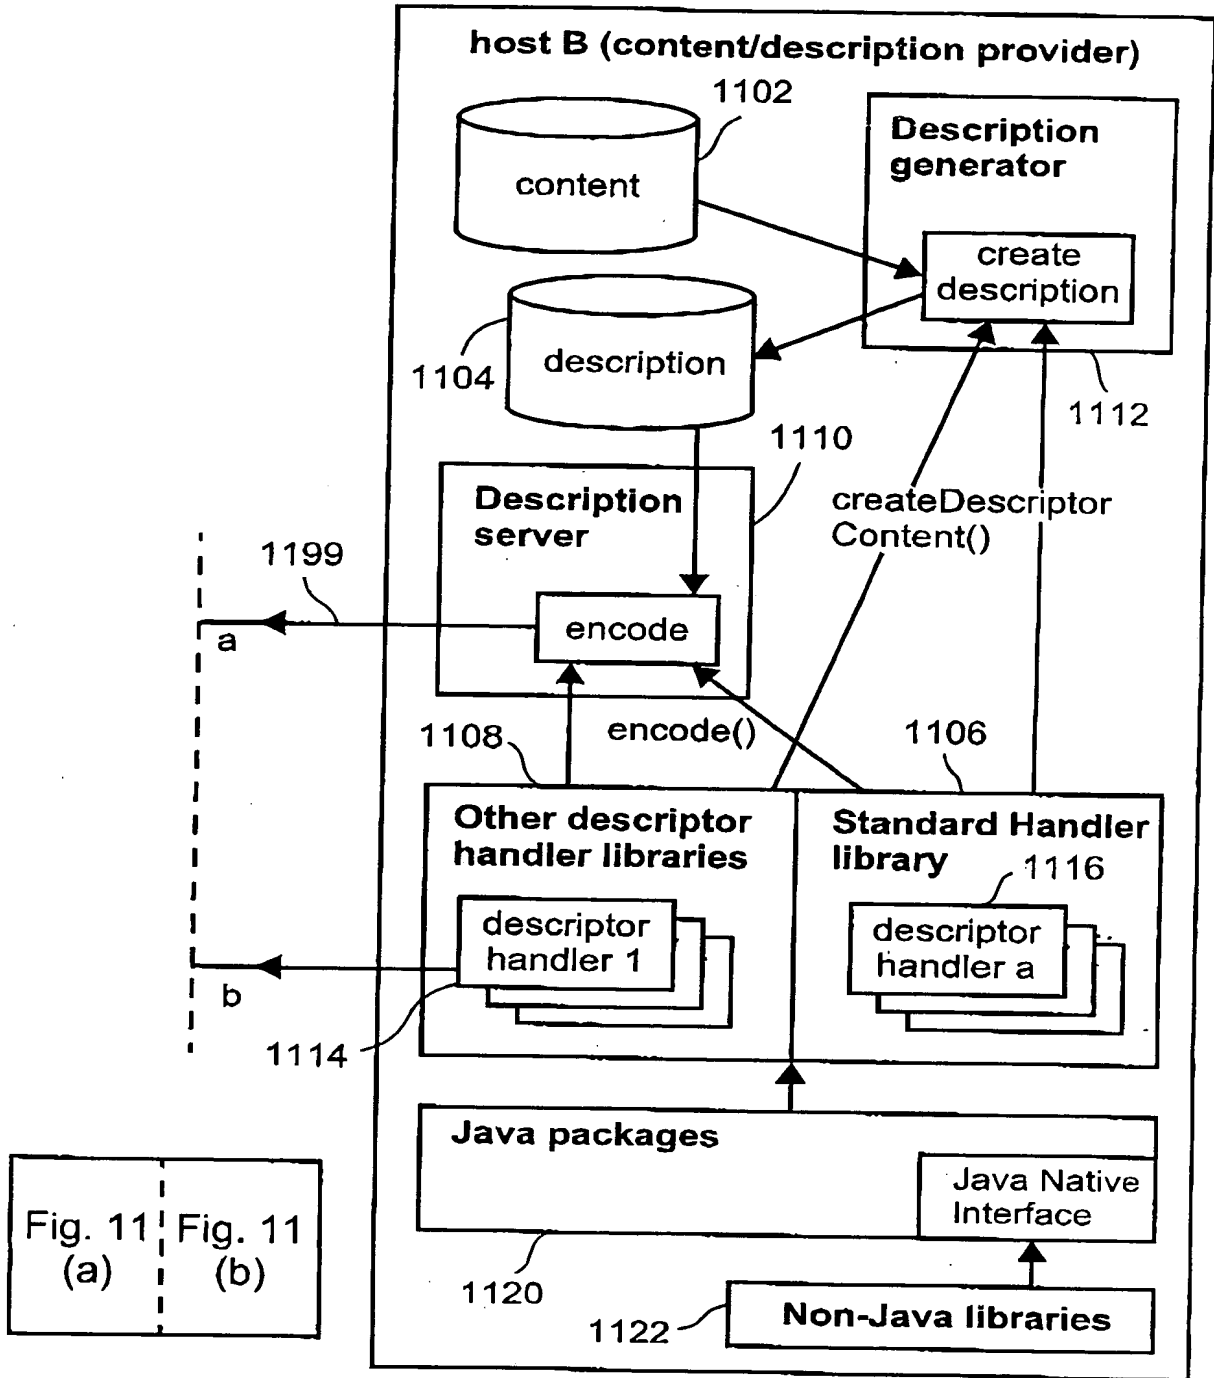 host B (content/description provider)
1102
content
Description
generator
create
description
1104
description
1112
1110
Description
server
createDescriptor
Content()
1199
a
encode
1108
encode()
1106
Other descriptor
handler libraries
Standard Handler
library
1116
descriptor
handler 1
descriptor
handler a
b
1114
Java packages
Java Native
Interface
Fig. 11
(a)
Fig. 11
(b)
1120
1122
Non-Java libraries